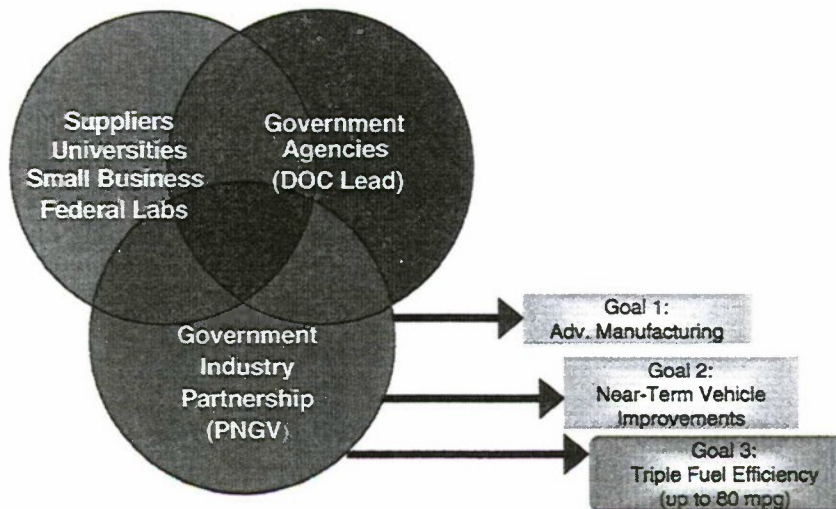 Suppliers
Universities
Small Business
Federal Labs
Government
Agencies
(DOC Lead)
Government
Industry
Partnership
(PNGV)
Goal 1:
Adv. Manufacturing
Goal 2:
Near-Term Vehicle
Improvements
Goal 3:
Triple Fuel Efficiency
(up to 80 mpg)